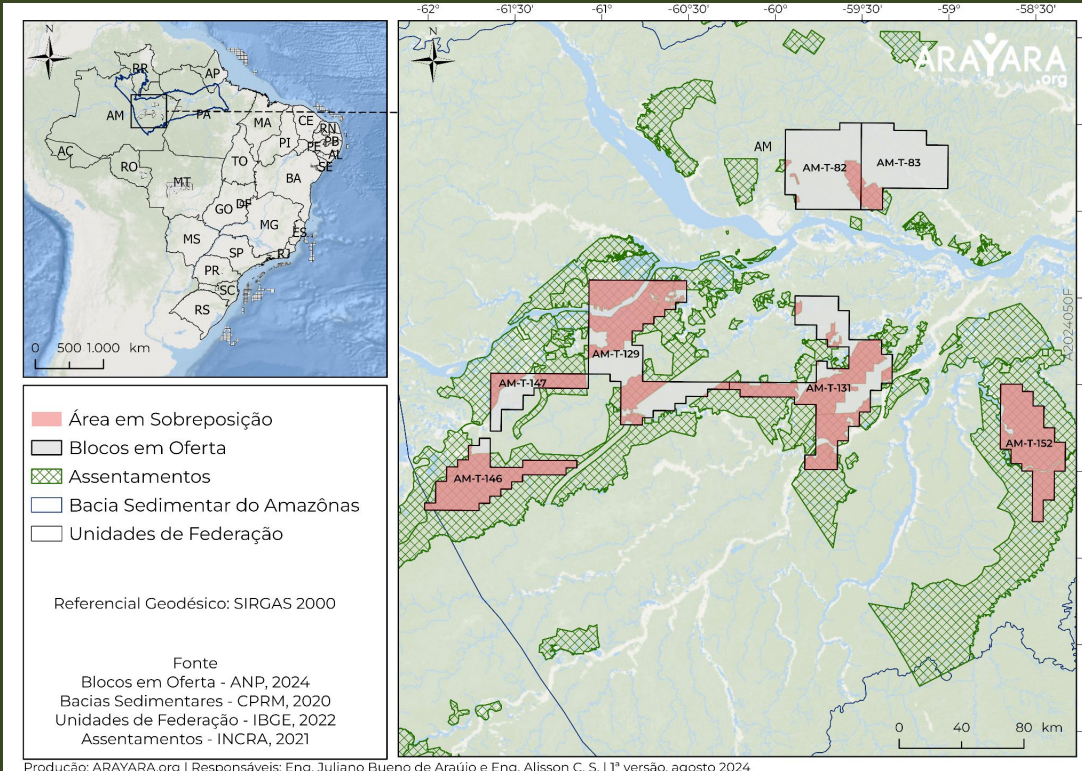 -62°
-61°30'
-61°
-60°30'
-60°
-59°30'
-59°
-58°30'
N
RR
AP
AM
PA
MA
CE
RN
PB
PE
PI
AL
SE
AC
RO
TO
BA
MT
GO
DF
MG
ES
MS
SP
RJ
PR
SC
RS
0 500 1.000 km
Área em Sobreposição
Blocos em Oferta
Assentamentos
Bacia Sedimentar do Amazônas
Unidades de Federação
Referencial Geodésico: SIRGAS 2000
Fonte
Blocos em Oferta - ANP, 2024
Bacias Sedimentares - CPRM, 2020
Unidades de Federação - IBGE, 2022
Assentamentos - INCRA, 2021
N
ARAYARA
.org
AM
AM-T-82
AM-T-83
AM-T-129
AM-T-147
AM-T-131
AM-T-146
AM-T-152
A2024050F
0 40 80 km
Produção: ARAYARA.org | Responsáveis: Eng. Juliano Bueno de Araújo e Eng. Alisson C. S. | 1ª versão, agosto 2024